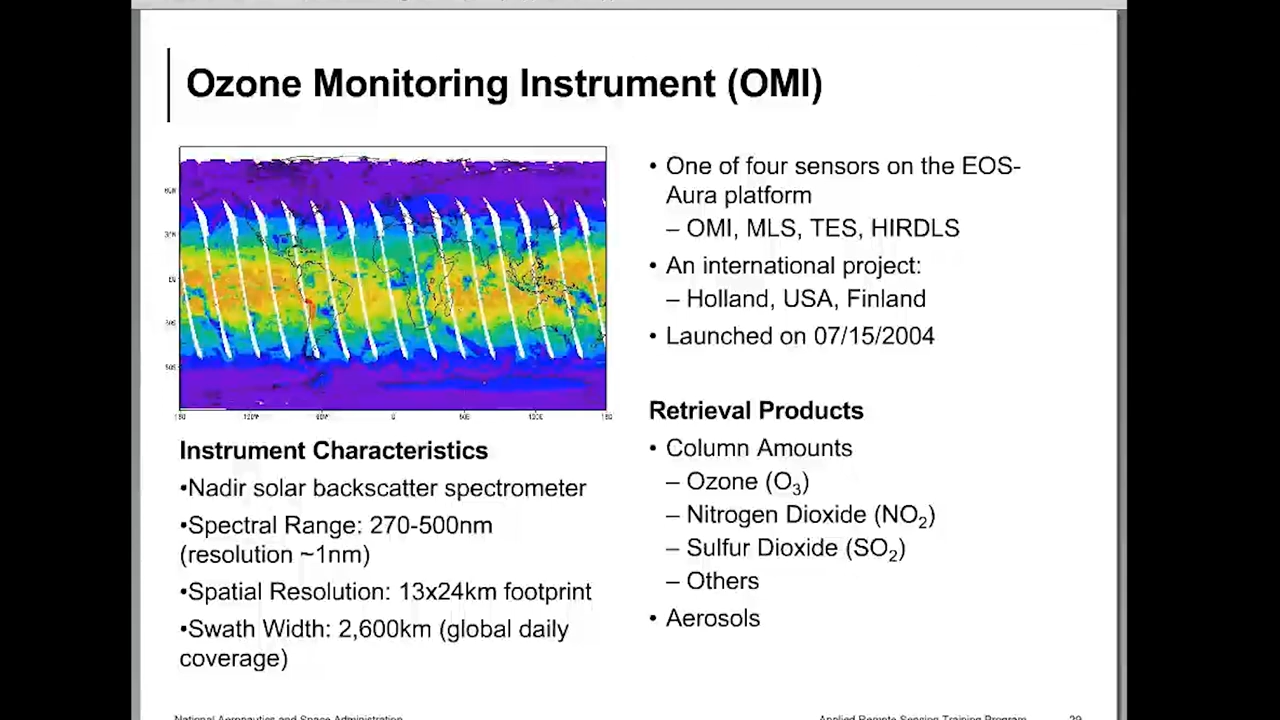 Ozone Monitoring Instrument (OMI)
• One of four sensors on the EOS-
Aura platform
– OMI, MLS, TES, HIRDLS
• An international project:
– Holland, USA, Finland
• Launched on 07/15/2004
Instrument Characteristics
•Nadir solar backscatter spectrometer
•Spectral Range: 270-500nm
(resolution ~1nm)
•Spatial Resolution: 13x24km footprint
•Swath Width: 2,600km (global daily
coverage)
Retrieval Products
• Column Amounts
– Ozone (O₃)
– Nitrogen Dioxide (NO₂)
– Sulfur Dioxide (SO₂)
– Others
• Aerosols
National Aeronautics and Space Administration
Applied Remote Sensing Training Program 29